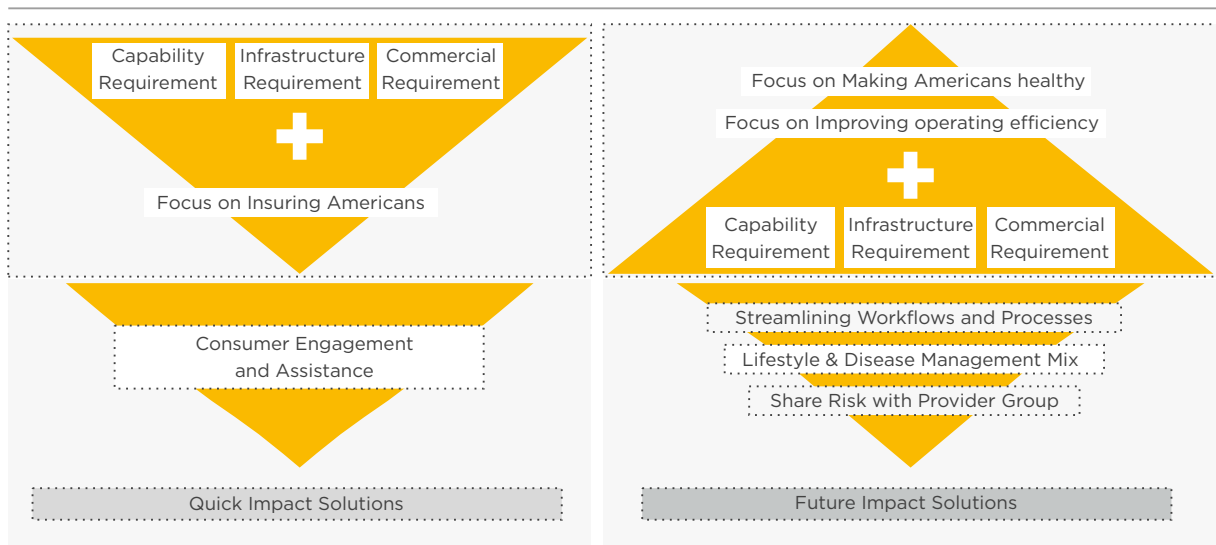 Capability
Requirement
Infrastructure
Requirement
Commercial
Requirement
Focus on Insuring Americans
Consumer Engagement
and Assistance
Quick Impact Solutions
Focus on Making Americans healthy
Focus on Improving operating efficiency
Capability
Requirement
Infrastructure
Requirement
Commercial
Requirement
Streamlining Workflows and Processes
Lifestyle & Disease Management Mix
Share Risk with Provider Group
Future Impact Solutions